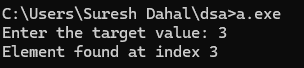 C:\Users\Suresh Dahal\dsa>a.exe
Enter the target value: 3
Element found at index 3